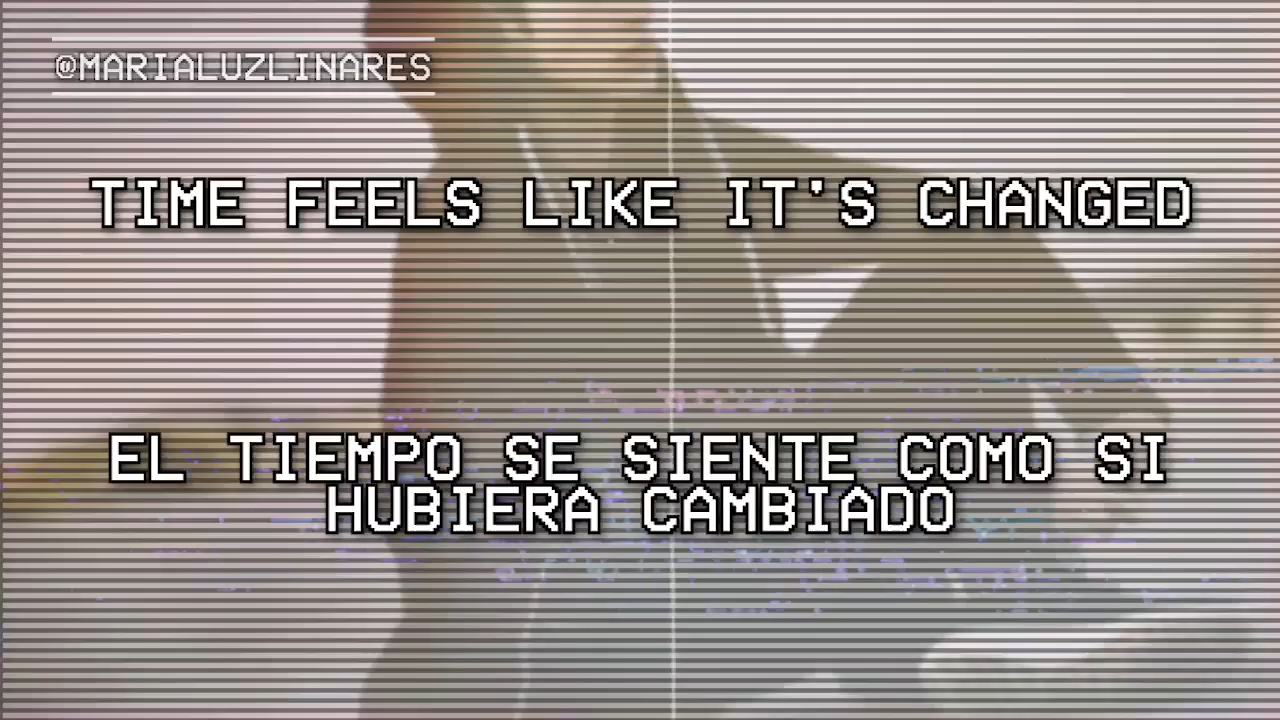 @MARIALUZLINARES
TIME FEELS LIKE IT'S CHANGED
EL TIEMPO SE SIENTE COMO SI
HUBIERA CAMBIADO